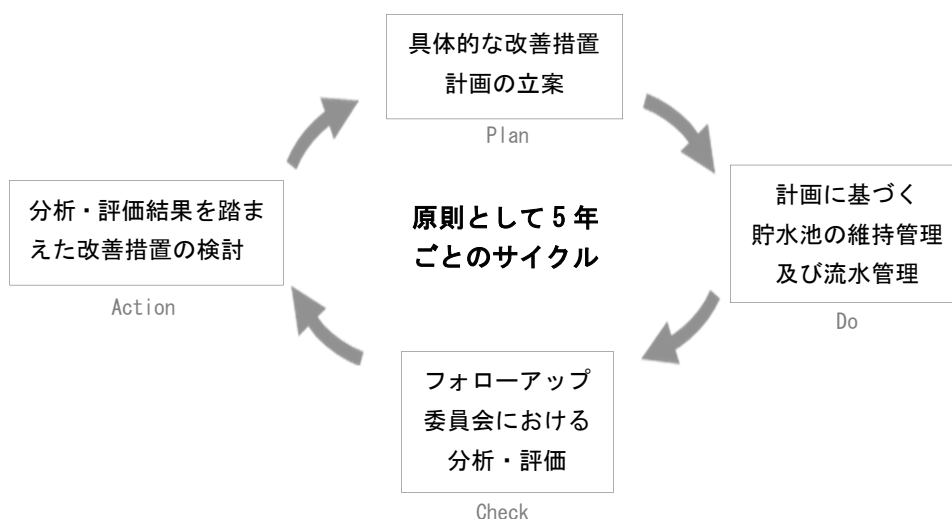 具体的な改善措置
計画の立案
Plan
計画に基づく
貯水池の維持管理
及び流水管理
Do
フォローアップ
委員会における
分析・評価
Check
分析・評価結果を踏ま
えた改善措置の検討
Action
原則として5年
ごとのサイクル